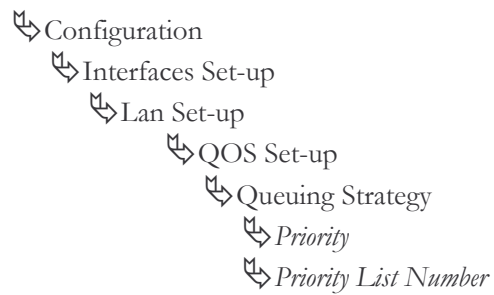 Configuration
Interfaces Set-up
Lan Set-up
QOS Set-up
Queuing Strategy
Priority
Priority List Number